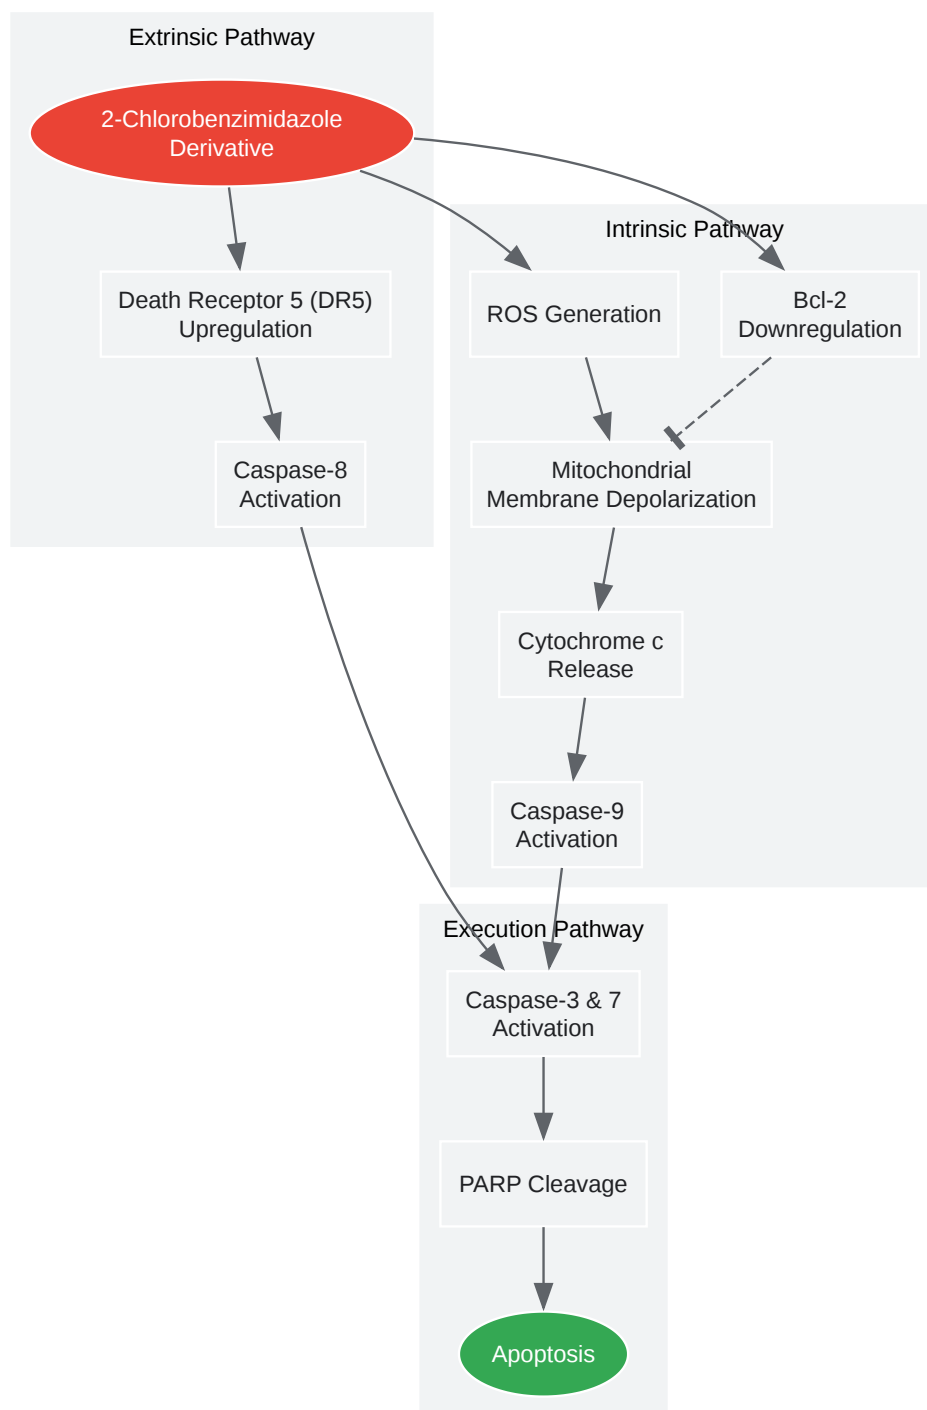 Extrinsic Pathway
2-Chlorobenzimidazole
Derivative
Intrinsic Pathway
Death Receptor 5 (DR5)
Upregulation
ROS Generation
Bcl-2
Downregulation
Caspase-8
Activation
Mitochondrial
Membrane Depolarization
Cytochrome c
Release
Caspase-9
Activation
Execution Pathway
Caspase-3 & 7
Activation
PARP Cleavage
Apoptosis